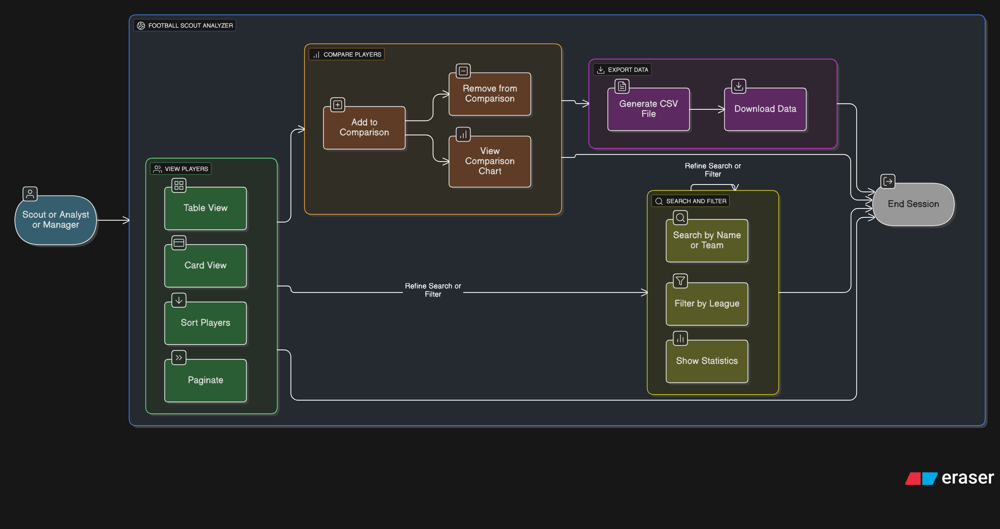 FOOTBALL SCOUT ANALYZER
COMPARE PLAYERS
Remove from
Comparison
Add to
Comparison
View
Comparison
Chart
EXPORT DATA
Generate CSV
File
Download Data
VIEW PLAYERS
Table View
Card View
Sort Players
Paginate
Scout or Analyst
or Manager
Refine Search or
Filter
Refine Search or
Filter
SEARCH AND FILTER
Search by Name
or Team
Filter by League
Show Statistics
End Session
eraser